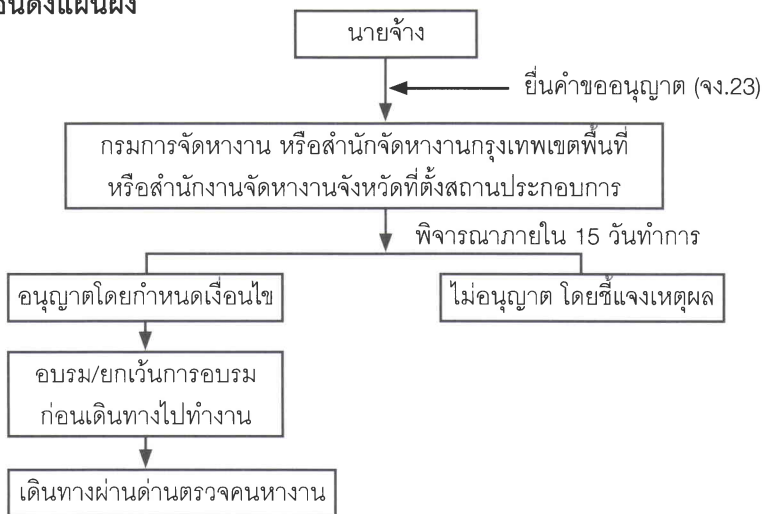 นายจ้าง
ยื่นคำขออนุญาต (จง.23)
กรมการจัดหางาน หรือสำนักจัดหางานกรุงเทพเขตพื้นที่
หรือสำนักงานจัดหางานจังหวัดที่ตั้งสถานประกอบการ
พิจารณาภายใน 15 วันทำการ
อนุญาตโดยกำหนดเงื่อนไข
ไม่อนุญาต โดยชี้แจงเหตุผล
อบรม/ยกเว้นการอบรม
ก่อนเดินทางไปทำงาน
เดินทางผ่านด่านตรวจคนหางาน